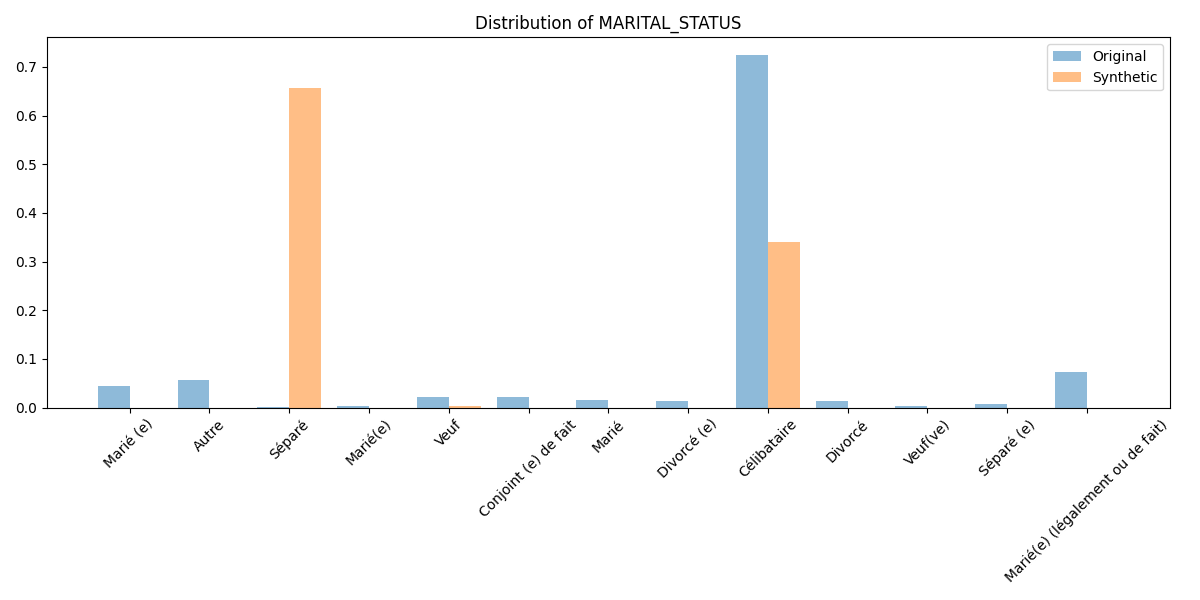 Distribution of MARITAL_STATUS
Original
Synthetic
0.7
0.6
0.5
0.4
0.3
0.2
0.1
0.0
Marié (e)
Autre
Séparé
Marié(e)
Veuf
Conjoint (e) de fait
Marié
Divorcé (e)
Célibataire
Divorcé
Veuf(ve)
Séparé (e)
Marié(e) (légalement ou de fait)